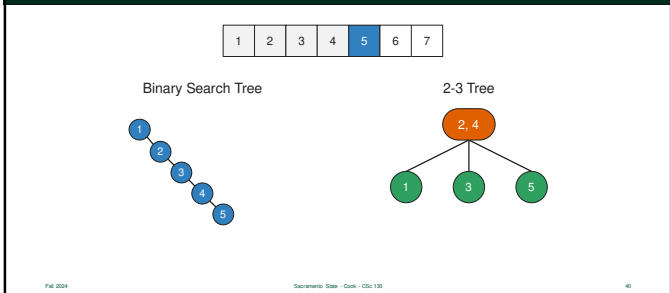 1 2 3 4 5 6 7
Binary Search Tree
2-3 Tree
1
2
3
4
5
2, 4
1 3 5
Fall 2024
Sacramento State - Cook - CSc 130
40